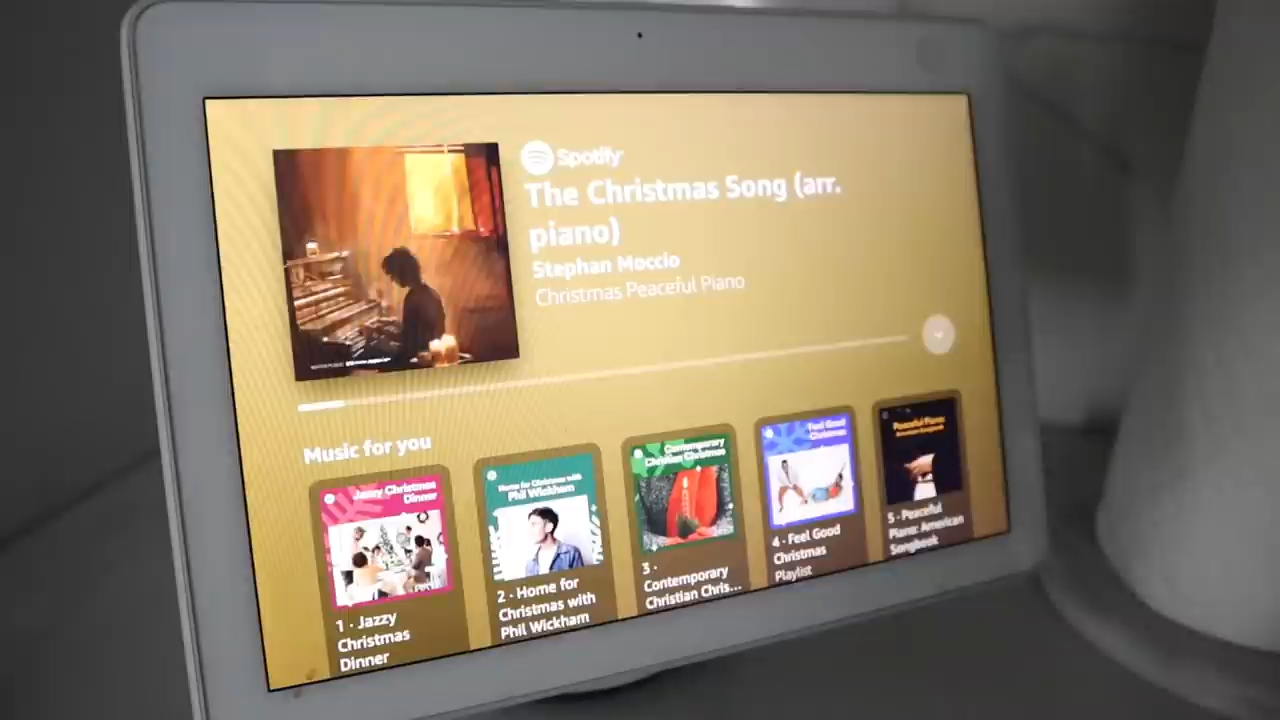 Spotify
The Christmas Song (arr.
piano)
Stephan Moccio
Christmas Peaceful Piano
Music for you
Jazzy Christmas
Dinner
1 · Jazzy
Christmas
Dinner
Home for Christmas with
Phil Wickham
2 · Home for
Christmas with
Phil Wickham
Contemporary
Christian Christmas
3 ·
Contemporary
Christian Chris...
Feel Good
Christmas
4 · Feel Good
Christmas
Playlist
Peaceful Piano:
American Songbook
5 · Peaceful
Piano: American
Songbook